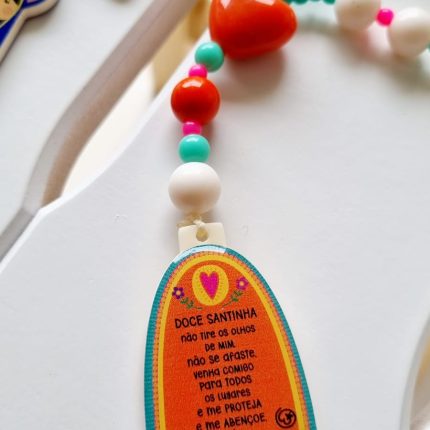 DOCE SANTINHA
não tire os olhos
de mim.
não se afaste,
venha comigo
para todos
os lugares
e me proteja
e me abençoe.